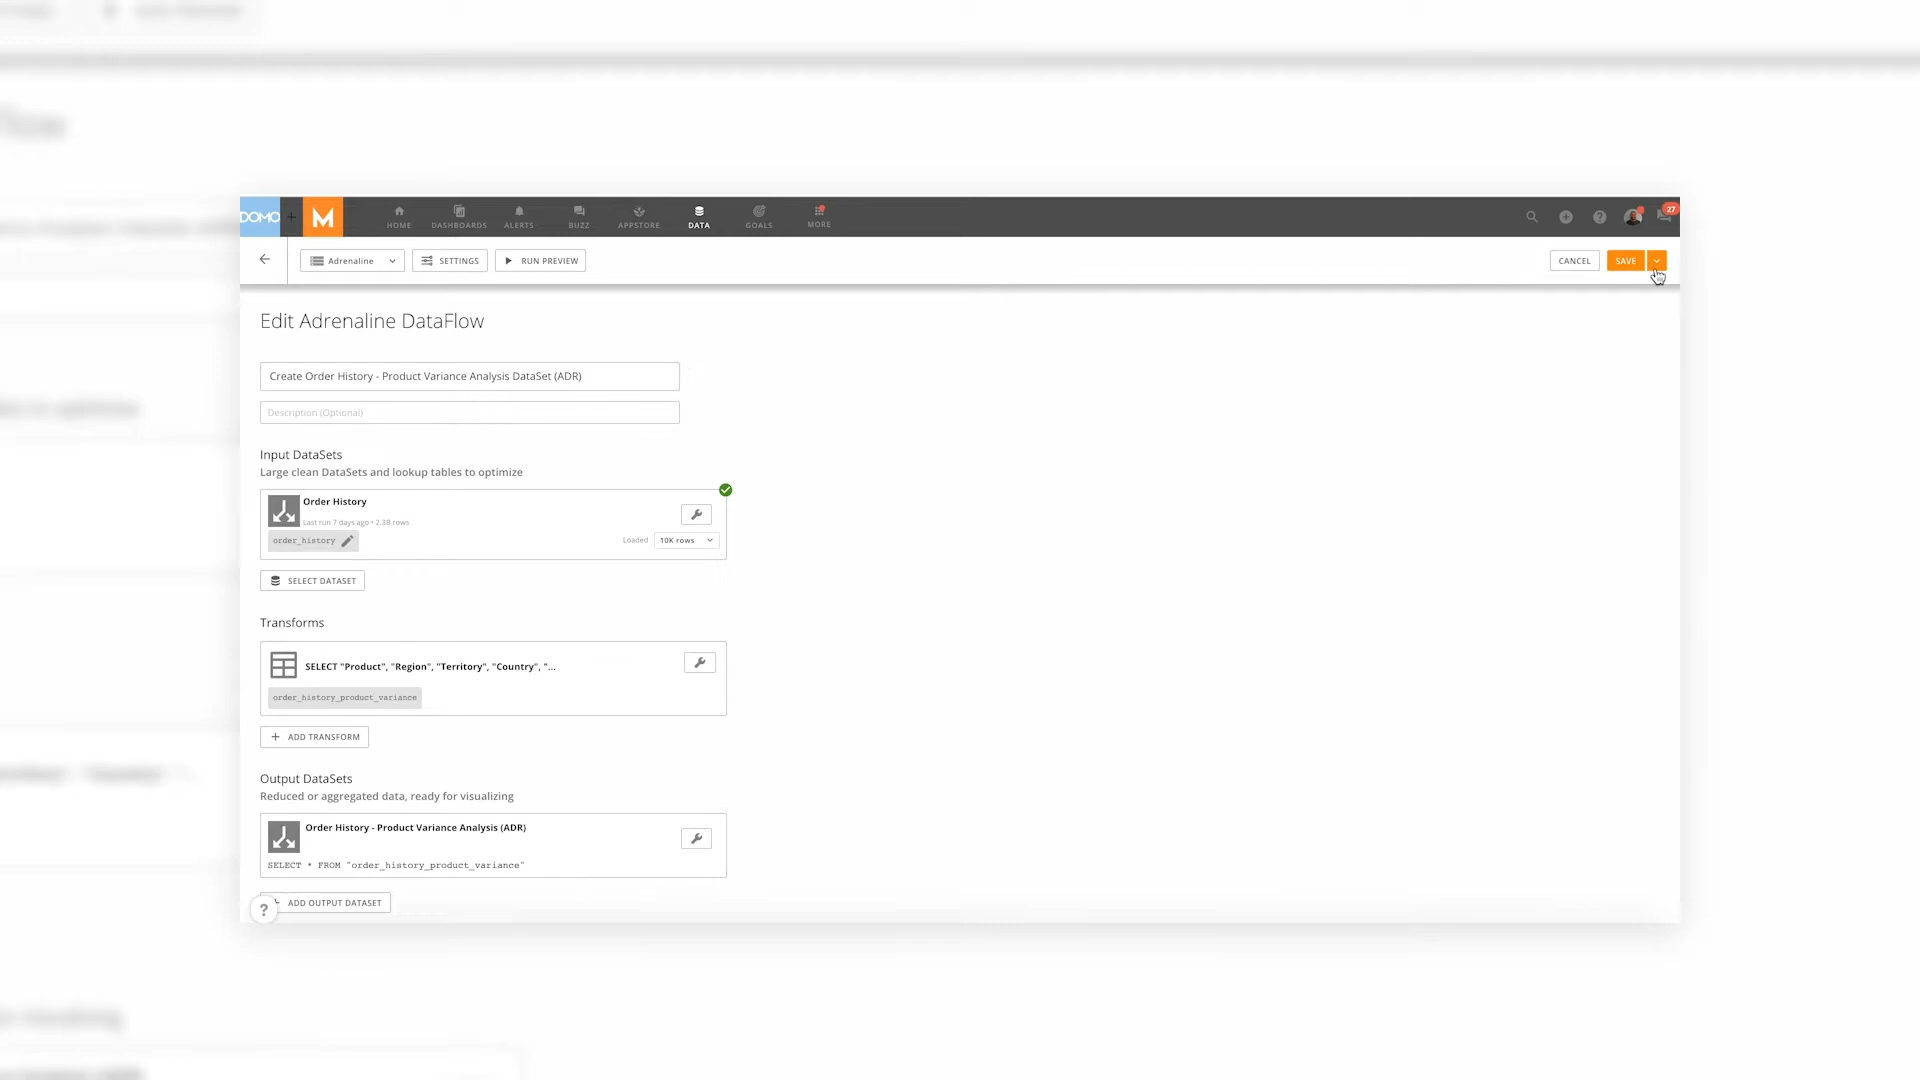 DOMO
M
HOME
DASHBOARDS
ALERTS
BUZZ
APPSTORE
DATA
GOALS
MORE
27
Adrenaline
SETTINGS
RUN PREVIEW
CANCEL
SAVE
Edit Adrenaline DataFlow
Create Order History - Product Variance Analysis DataSet (ADR)
Description (Optional)
Input DataSets
Large clean DataSets and lookup tables to optimize
Order History
Last run 7 days ago • 2.3B rows
order_history
Loaded
10K rows
SELECT DATASET
Transforms
SELECT "Product", "Region", "Territory", "Country", "...
order_history_product_variance
ADD TRANSFORM
Output DataSets
Reduced or aggregated data, ready for visualizing
Order History - Product Variance Analysis (ADR)
SELECT * FROM "order_history_product_variance"
ADD OUTPUT DATASET
?